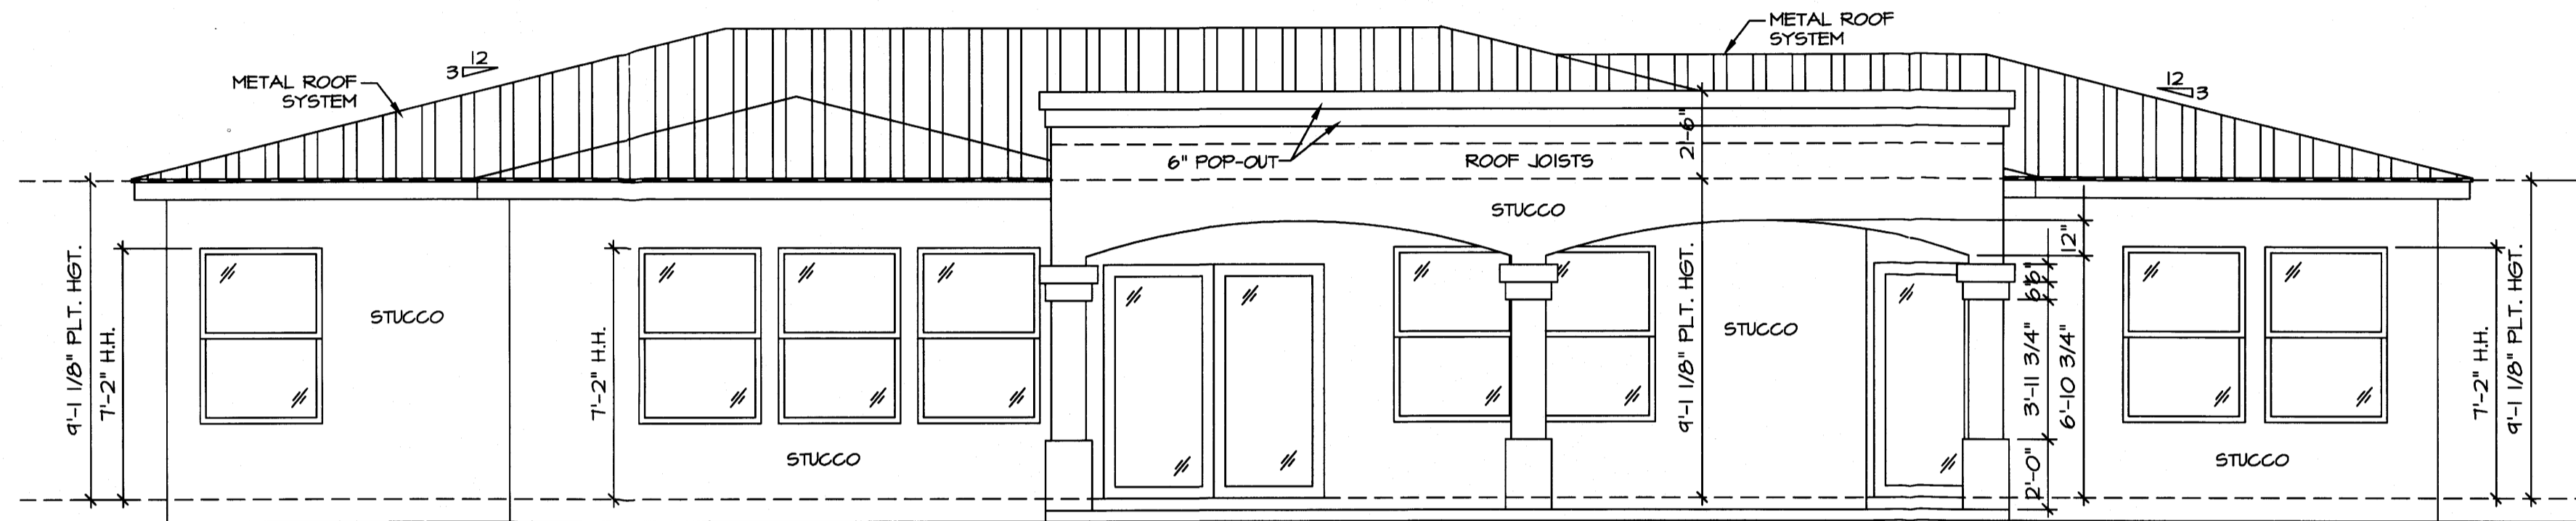 METAL ROOF
SYSTEM
12
3
METAL ROOF
SYSTEM
12
3
6" POP-OUT
ROOF JOISTS
2'-6"
STUCCO
9'-1 1/8" PLT. HGT.
7'-2" H.H.
STUCCO
7'-2" H.H.
STUCCO
9'-1 1/8" PLT. HGT.
STUCCO
12"
6"
6"
3'-11 3/4"
6'-10 3/4"
2'-0"
STUCCO
7'-2" H.H.
9'-1 1/8" PLT. HGT.